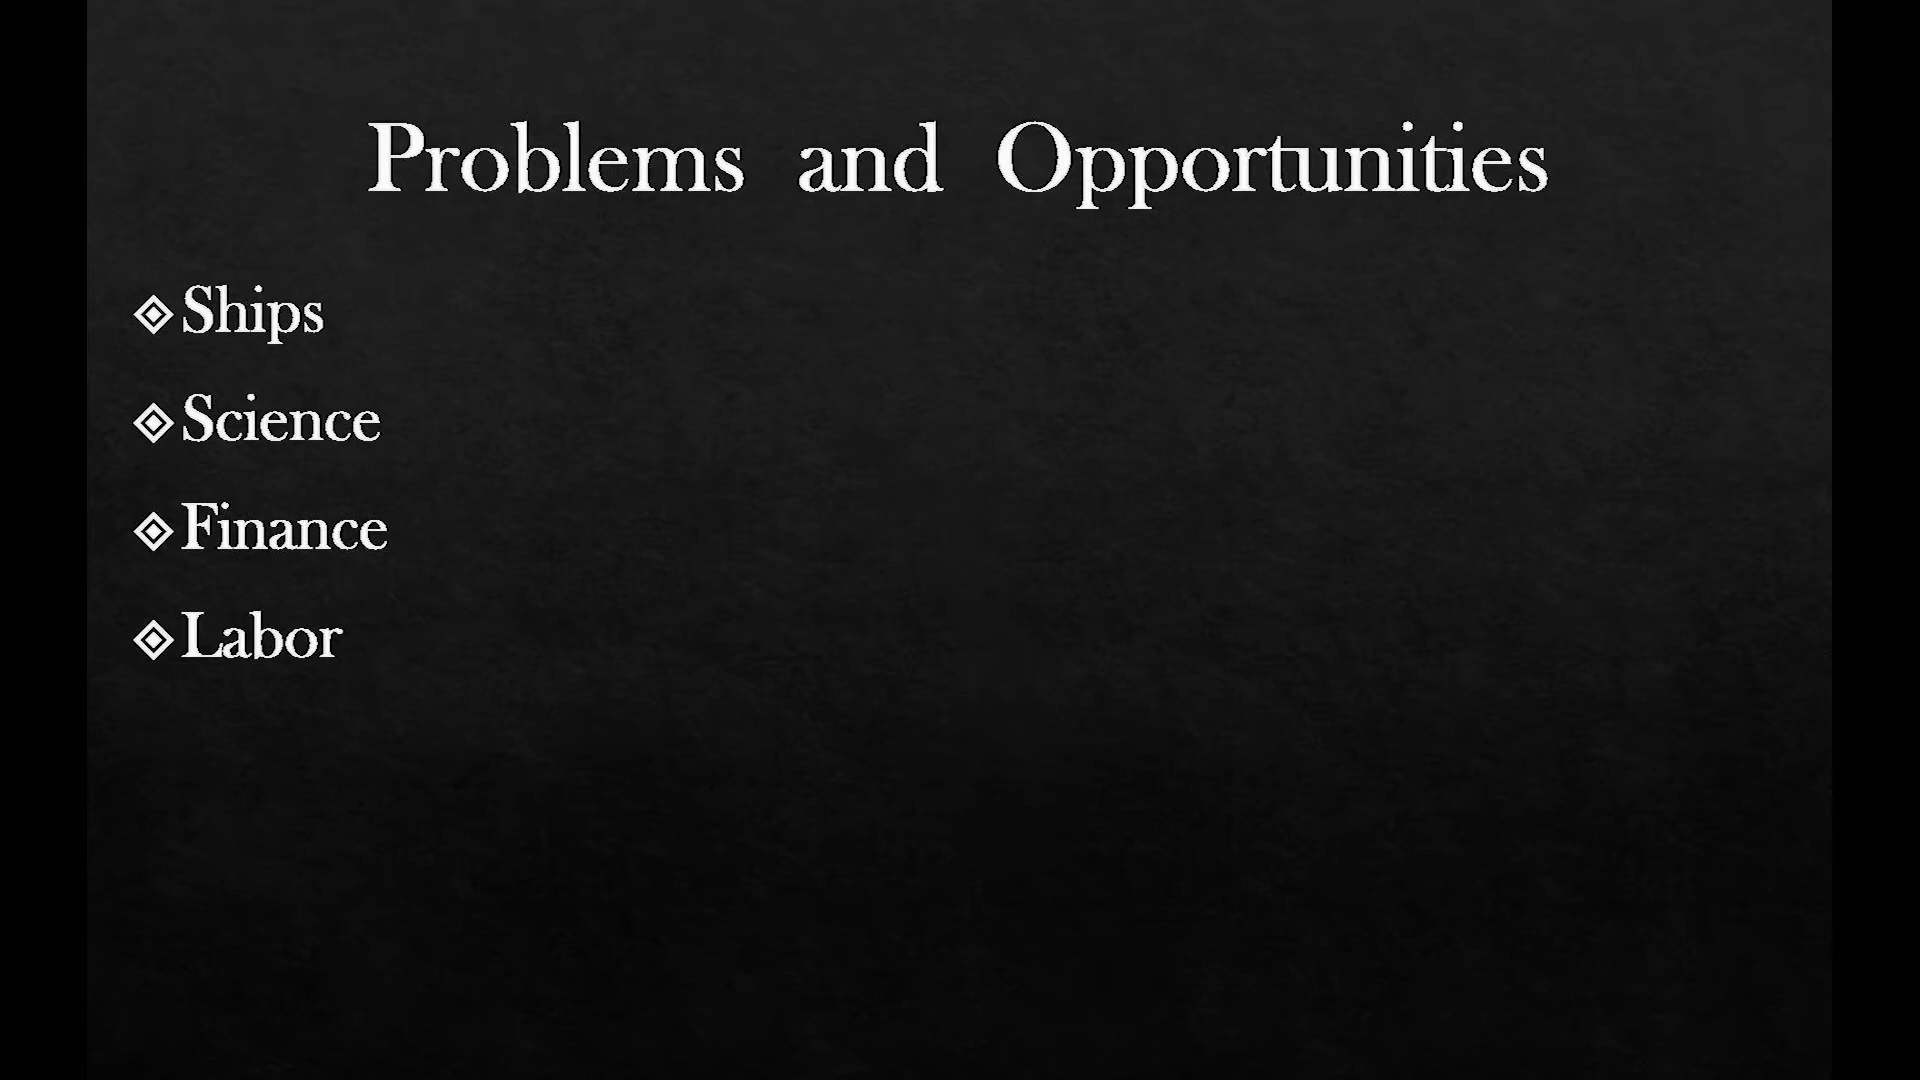 Problems and Opportunities
Ships
Science
Finance
Labor